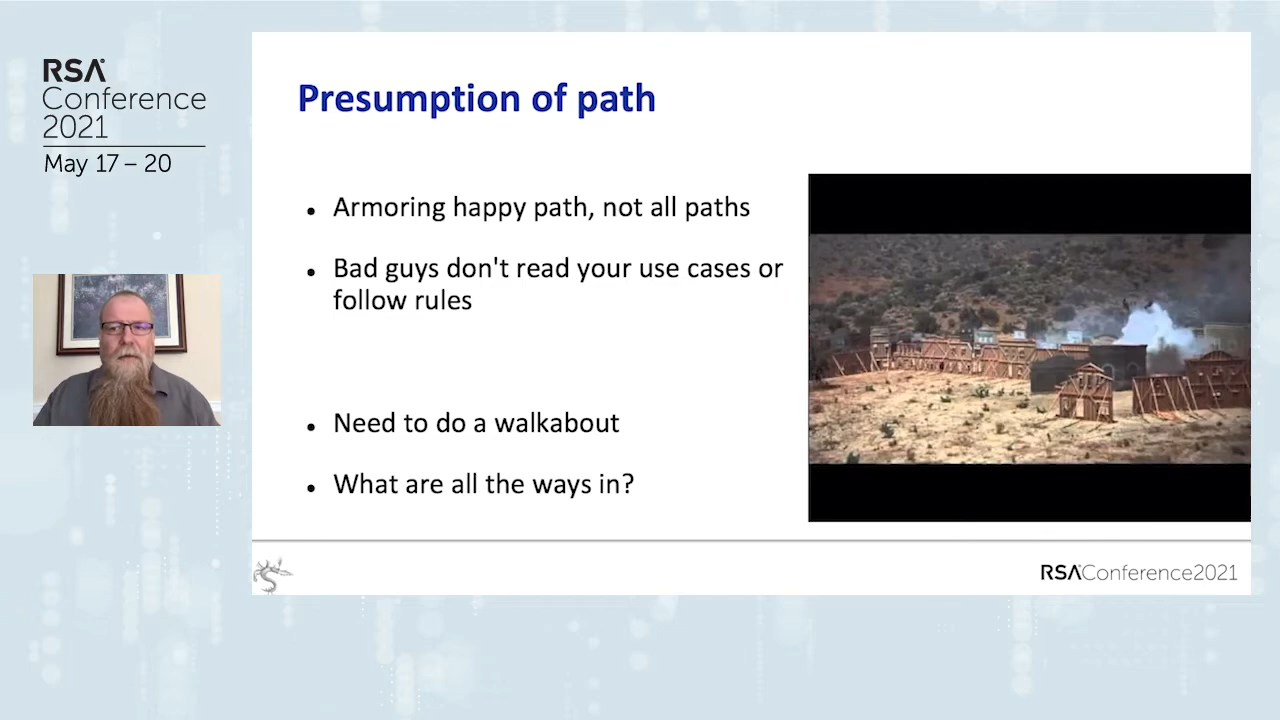 RSA
Conference
2021
May 17 – 20
Presumption of path
• Armoring happy path, not all paths
• Bad guys don't read your use cases or
follow rules
• Need to do a walkabout
• What are all the ways in?
RSAConference2021